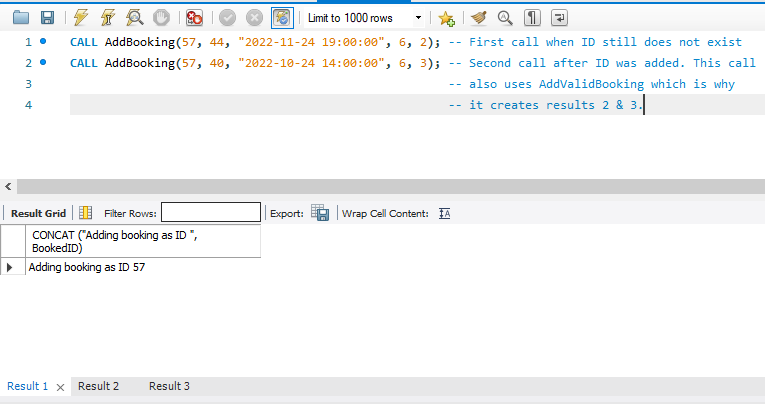 Limit to 1000 rows
1 CALL AddBooking(57, 44, "2022-11-24 19:00:00", 6, 2); -- First call when ID still does not exist
2 CALL AddBooking(57, 40, "2022-10-24 14:00:00", 6, 3); -- Second call after ID was added. This call
3 -- also uses AddValidBooking which is why
4 -- it creates results 2 & 3.
Result Grid Filter Rows: Export: Wrap Cell Content: IA
CONCAT ("Adding booking as ID ",
BookedID)
Adding booking as ID 57
Result 1 Result 2 Result 3